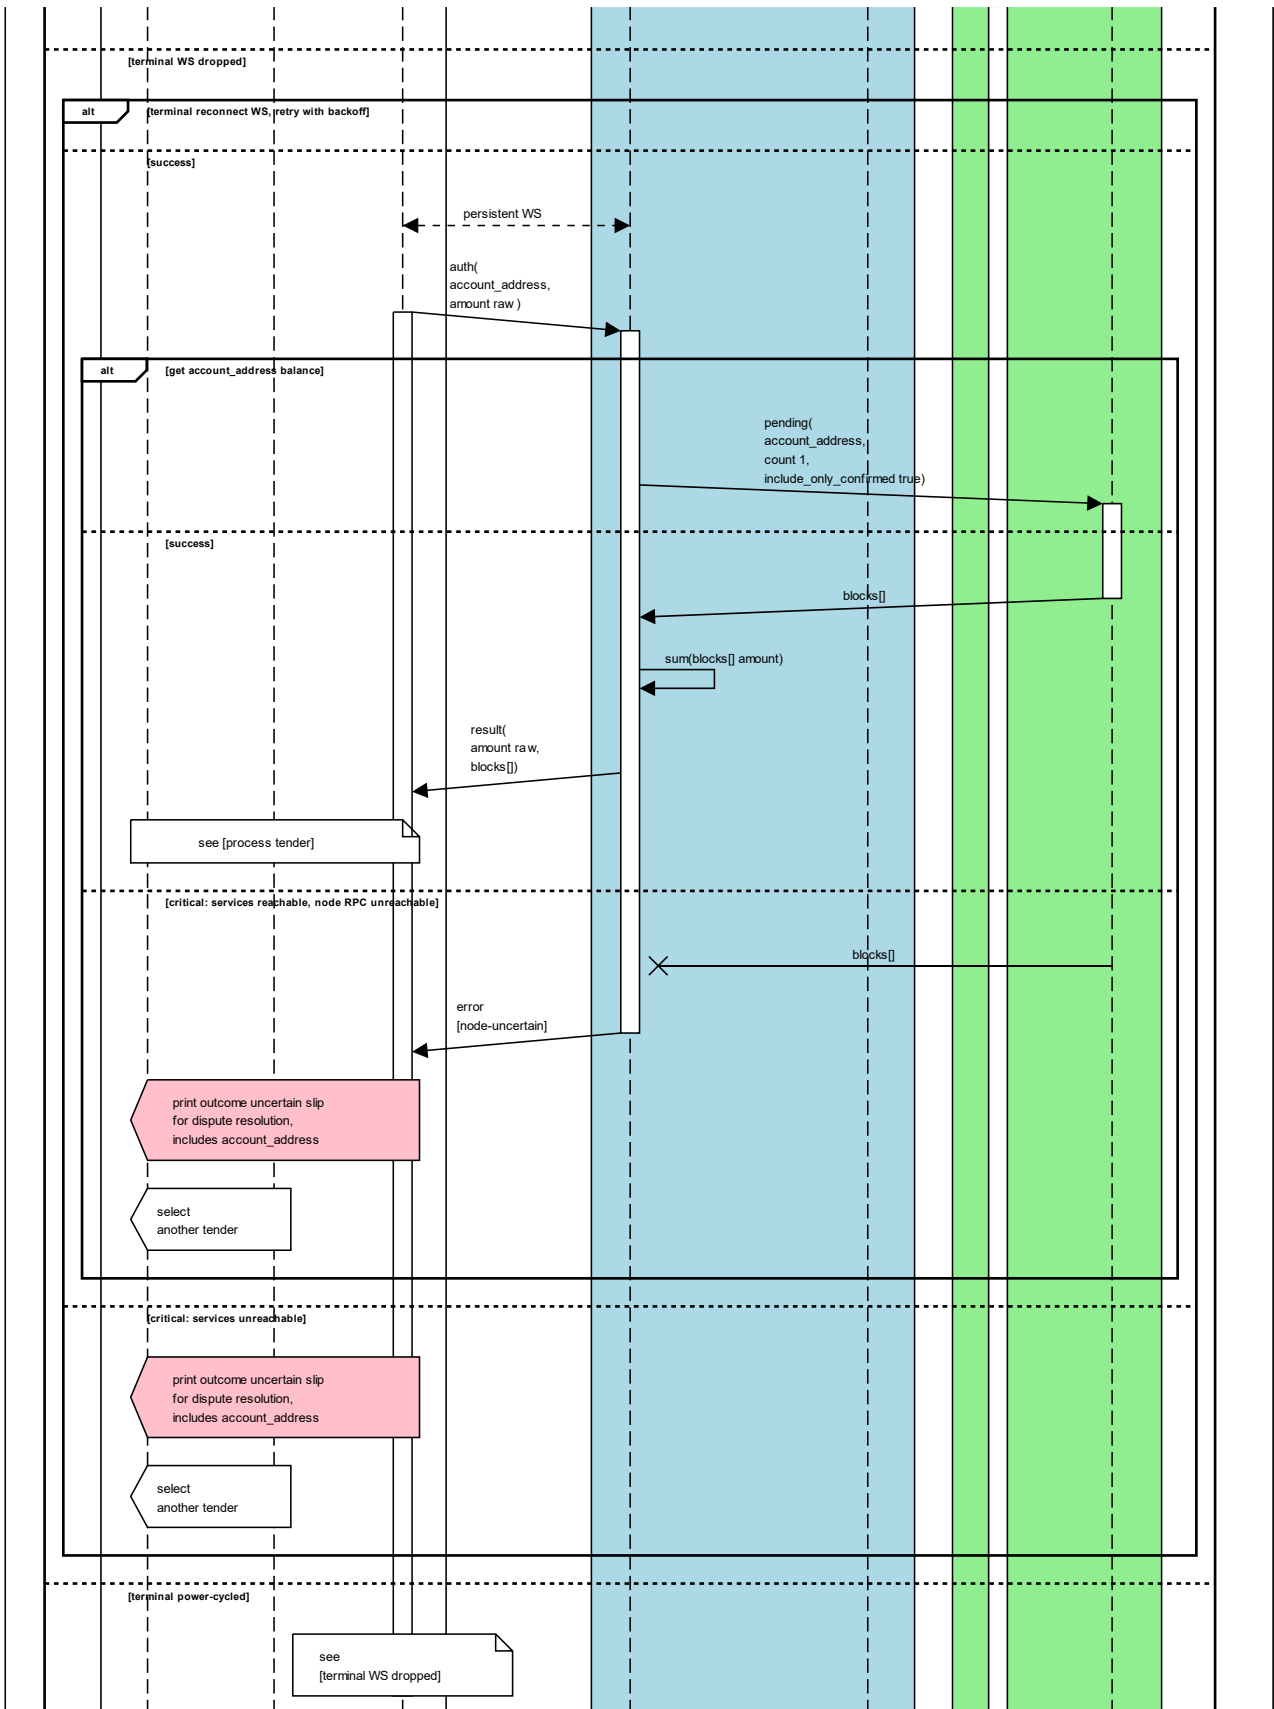 [terminal WS dropped]
alt
[terminal reconnect WS, retry with backoff]
[success]
persistent WS
auth(
account_address,
amount raw )
alt
[get account_address balance]
pending(
account_address,
count 1,
include_only_confirmed true)
[success]
blocks[]
sum(blocks[] amount)
result(
amount raw,
blocks[])
see [process tender]
[critical: services reachable, node RPC unreachable]
blocks[]
error
[node-uncertain]
print outcome uncertain slip
for dispute resolution,
includes account_address
select
another tender
[critical: services unreachable]
print outcome uncertain slip
for dispute resolution,
includes account_address
select
another tender
[terminal power-cycled]
see
[terminal WS dropped]